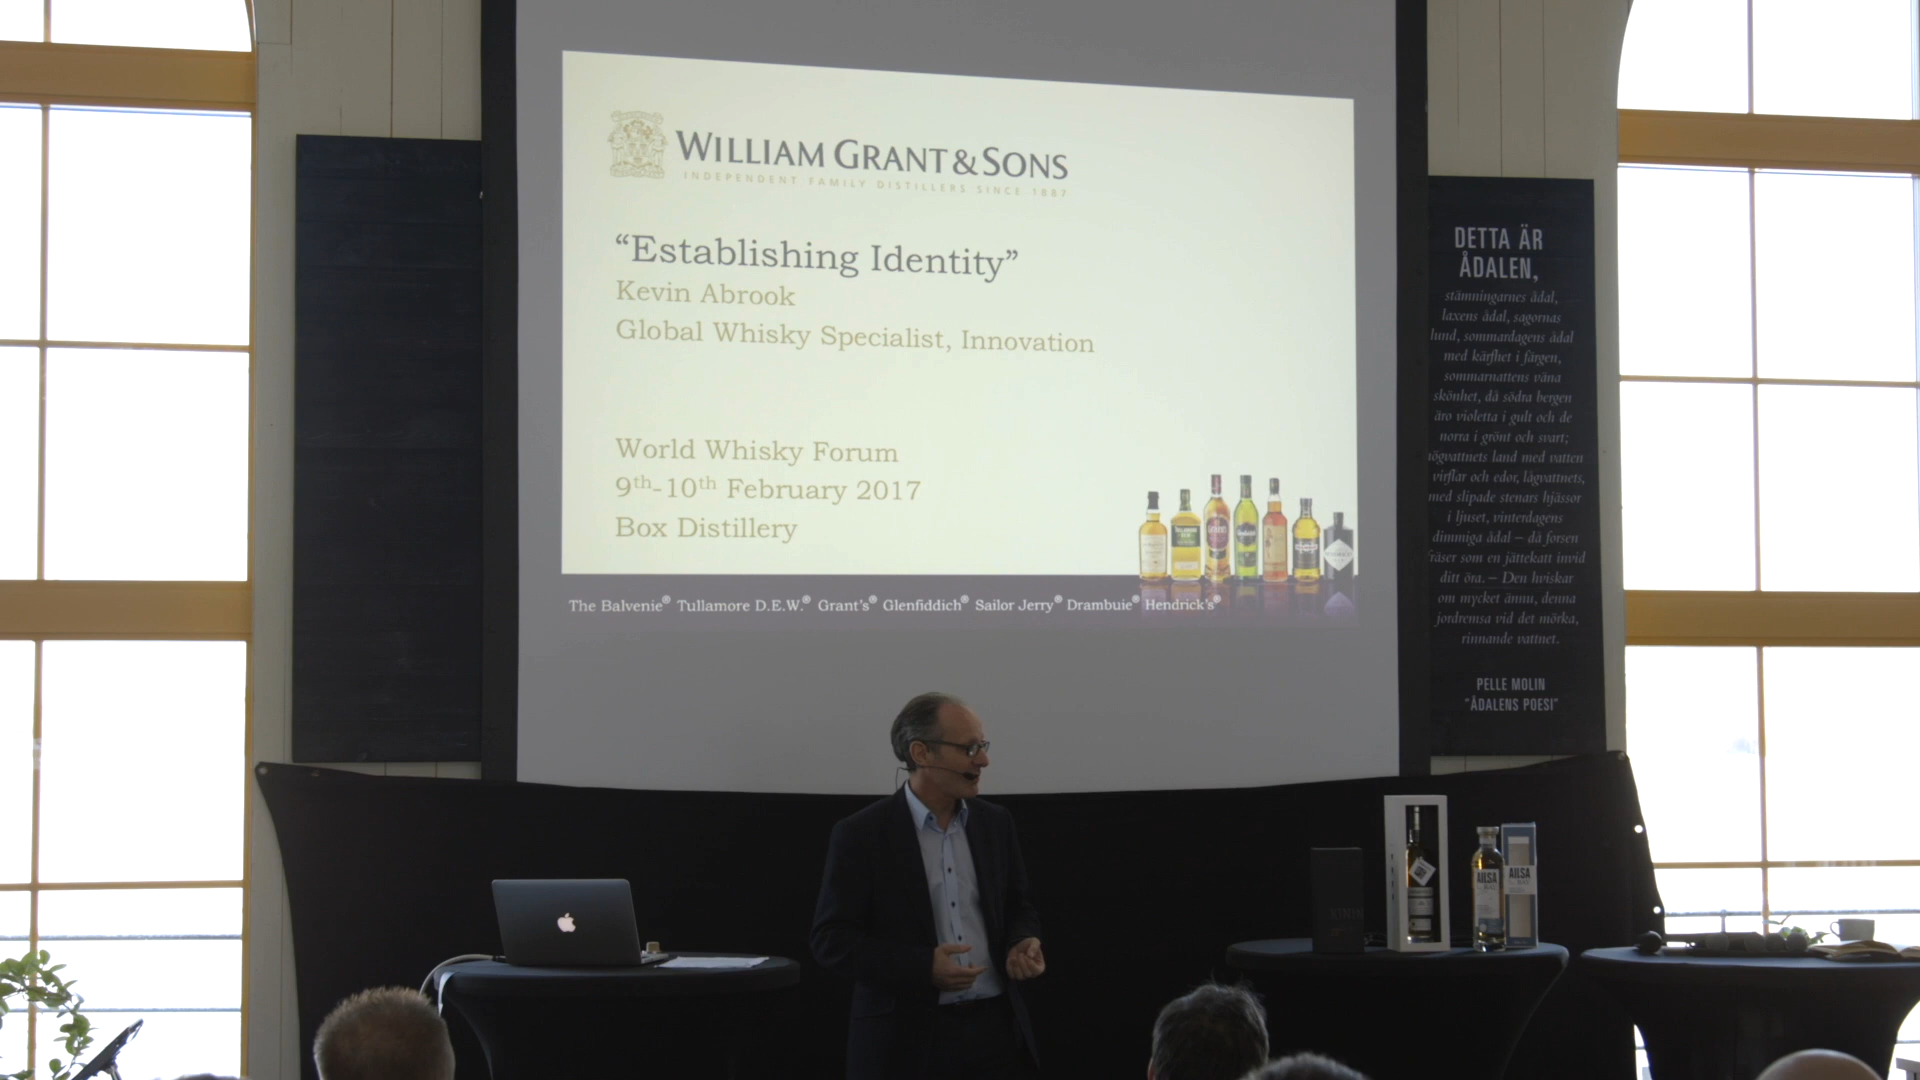 WILLIAM GRANT & SONS
INDEPENDENT FAMILY DISTILLERS SINCE 1887
“Establishing Identity”
Kevin Abrook
Global Whisky Specialist, Innovation
World Whisky Forum
9th-10th February 2017
Box Distillery
The Balvenie® Tullamore D.E.W.® Grant's® Glenfiddich® Sailor Jerry® Drambuie® Hendrick's®
DETTA ÄR
ÅDALEN,
stämningarnes ådal,
laxens ådal, sagornas
lund, sommardagens ådal
med kärfhet i färgen,
sommarnattens väna
skönhet, då södra bergen
äro violetta i gult och de
norra i grönt och svart;
högvattnets land med vatten
virflar och edor, lågvattnets,
med slipade stenars hjässor
i ljuset, vinterdagens
dimmiga ådal – då forsen
fräser som en jättekatt invid
ditt öra. – Den hviskar
om mycket ännu, denna
jordremsa vid det mörka,
rinnande vattnet.
PELLE MOLIN
"ÅDALENS POESI"
AILSA
AILSA